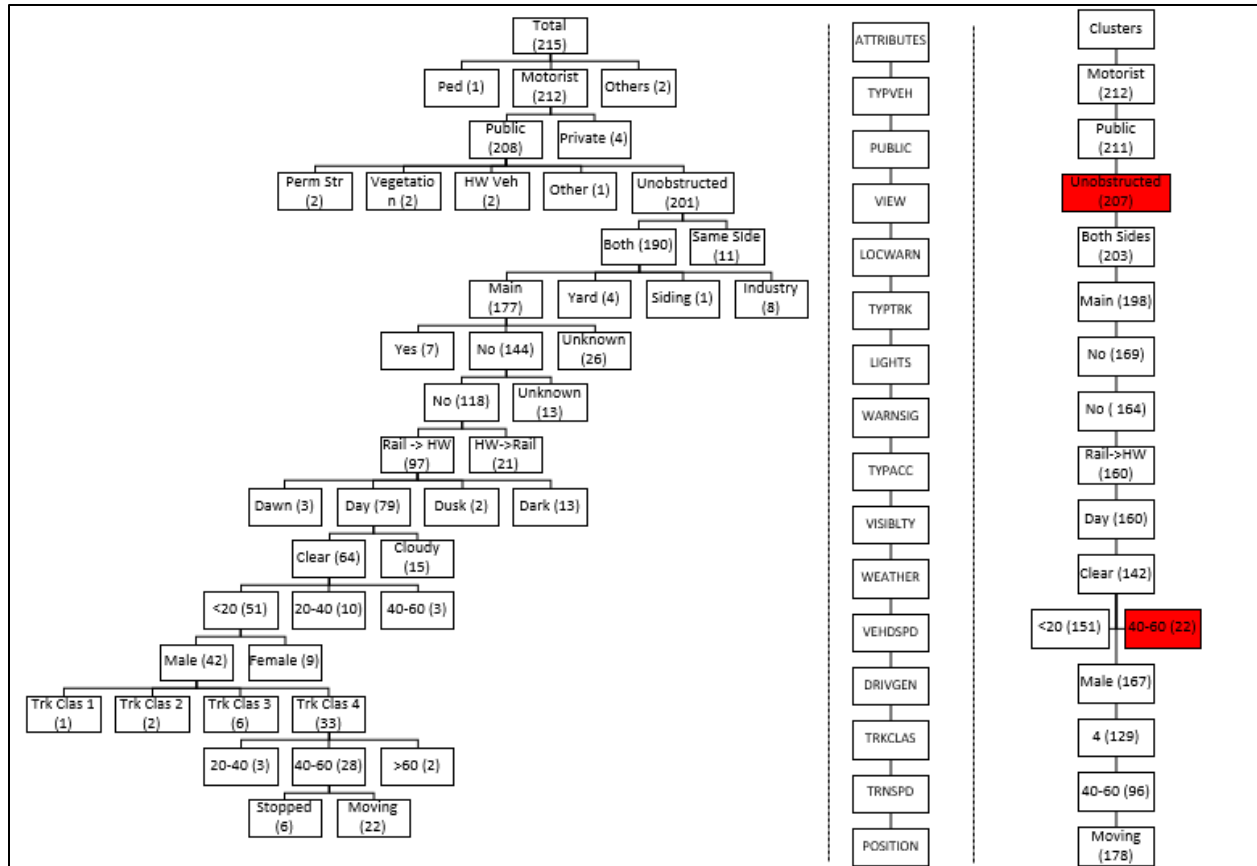 Total
(215)
Ped (1)
Motorist
(212)
Others (2)
Public
(208)
Private (4)
Perm Str
(2)
Vegetatio
n (2)
HW Veh
(2)
Other (1)
Unobstructed
(201)
Both (190)
Same SIde
(11)
Main
(177)
Yard (4)
Siding (1)
Industry
(8)
Yes (7)
No (144)
Unknown
(26)
No (118)
Unknown
(13)
Rail -> HW
(97)
HW->Rail
(21)
Dawn (3)
Day (79)
Dusk (2)
Dark (13)
Clear (64)
Cloudy
(15)
<20 (51)
20-40 (10)
40-60 (3)
Male (42)
Female (9)
Trk Clas 1
(1)
Trk Clas 2
(2)
Trk Clas 3
(6)
Trk Clas 4
(33)
20-40 (3)
40-60 (28)
>60 (2)
Stopped
(6)
Moving
(22)
ATTRIBUTES
TYPVEH
PUBLIC
VIEW
LOCWARN
TYPTRK
LIGHTS
WARNSIG
TYPACC
VISIBLTY
WEATHER
VEHDSPD
DRIVGEN
TRKCLAS
TRNSPD
POSITION
Clusters
Motorist
(212)
Public
(211)
Unobstructed
(207)
Both Sides
(203)
Main (198)
No (169)
No ( 164)
Rail->HW
(160)
Day (160)
Clear (142)
<20 (151)
40-60 (22)
Male (167)
4 (129)
40-60 (96)
Moving
(178)